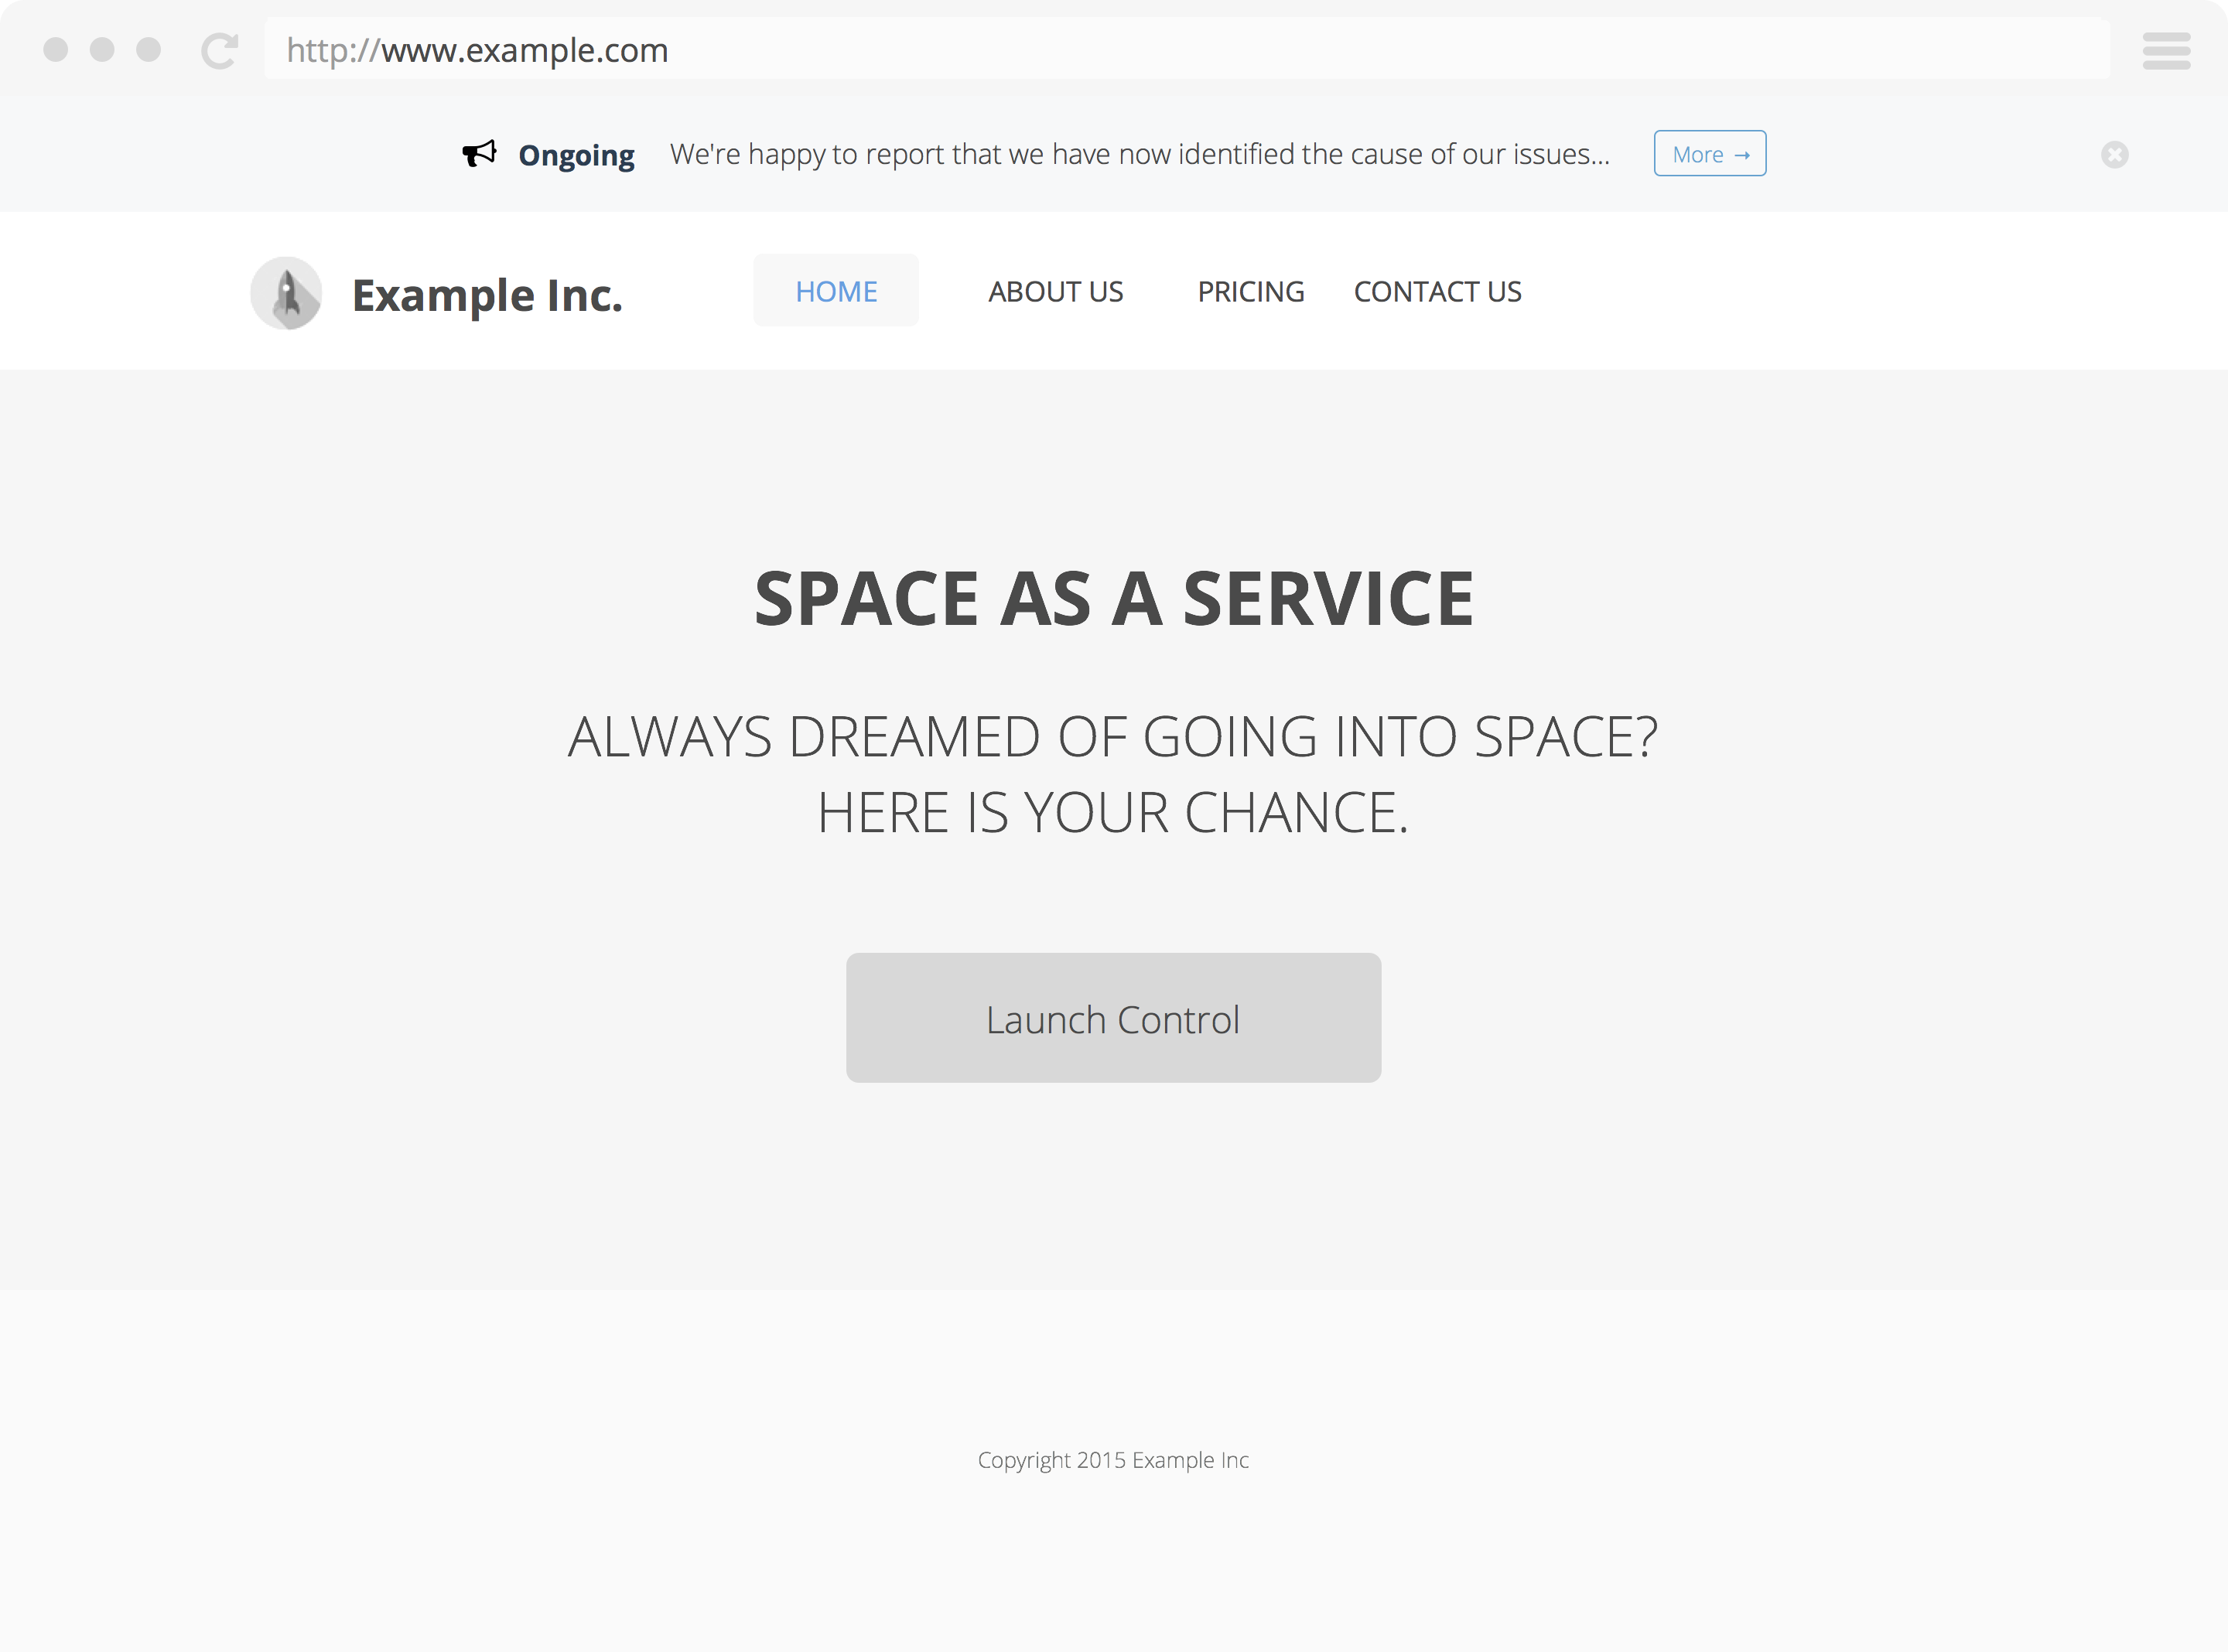 http://www.example.com
Ongoing We're happy to report that we have now identified the cause of our issues... More →
Example Inc. HOME ABOUT US PRICING CONTACT US
SPACE AS A SERVICE
ALWAYS DREAMED OF GOING INTO SPACE?
HERE IS YOUR CHANCE.
Launch Control
Copyright 2015 Example Inc